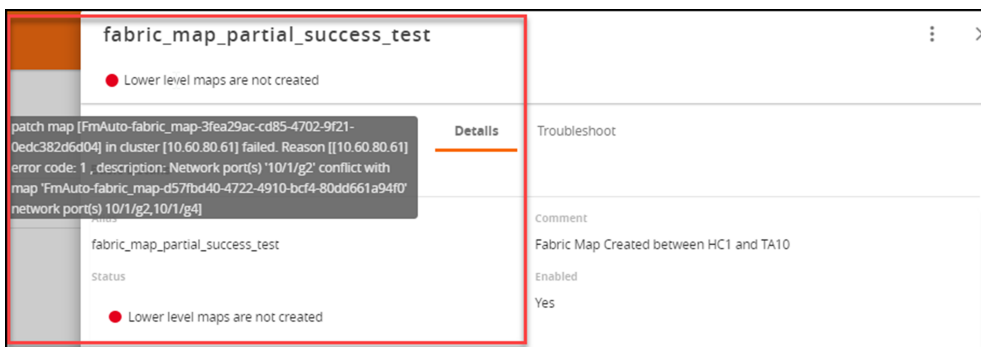 fabric_map_partial_success_test
Lower level maps are not created
patch map [FmAuto-fabric_map-3fea29ac-cd85-4702-9f21-
0edc382d6d04] in cluster [10.60.80.61] failed. Reason [[10.60.80.61]
error code: 1 , description: Network port(s) '10/1/g2' conflict with
map 'FmAuto-fabric_map-d57fbd40-4722-4910-bcf4-80dd661a94f0'
network port(s) 10/1/g2,10/1/g4]
Details
Troubleshoot
Alias
fabric_map_partial_success_test
Comment
Fabric Map Created between HC1 and TA10
Status
Lower level maps are not created
Enabled
Yes